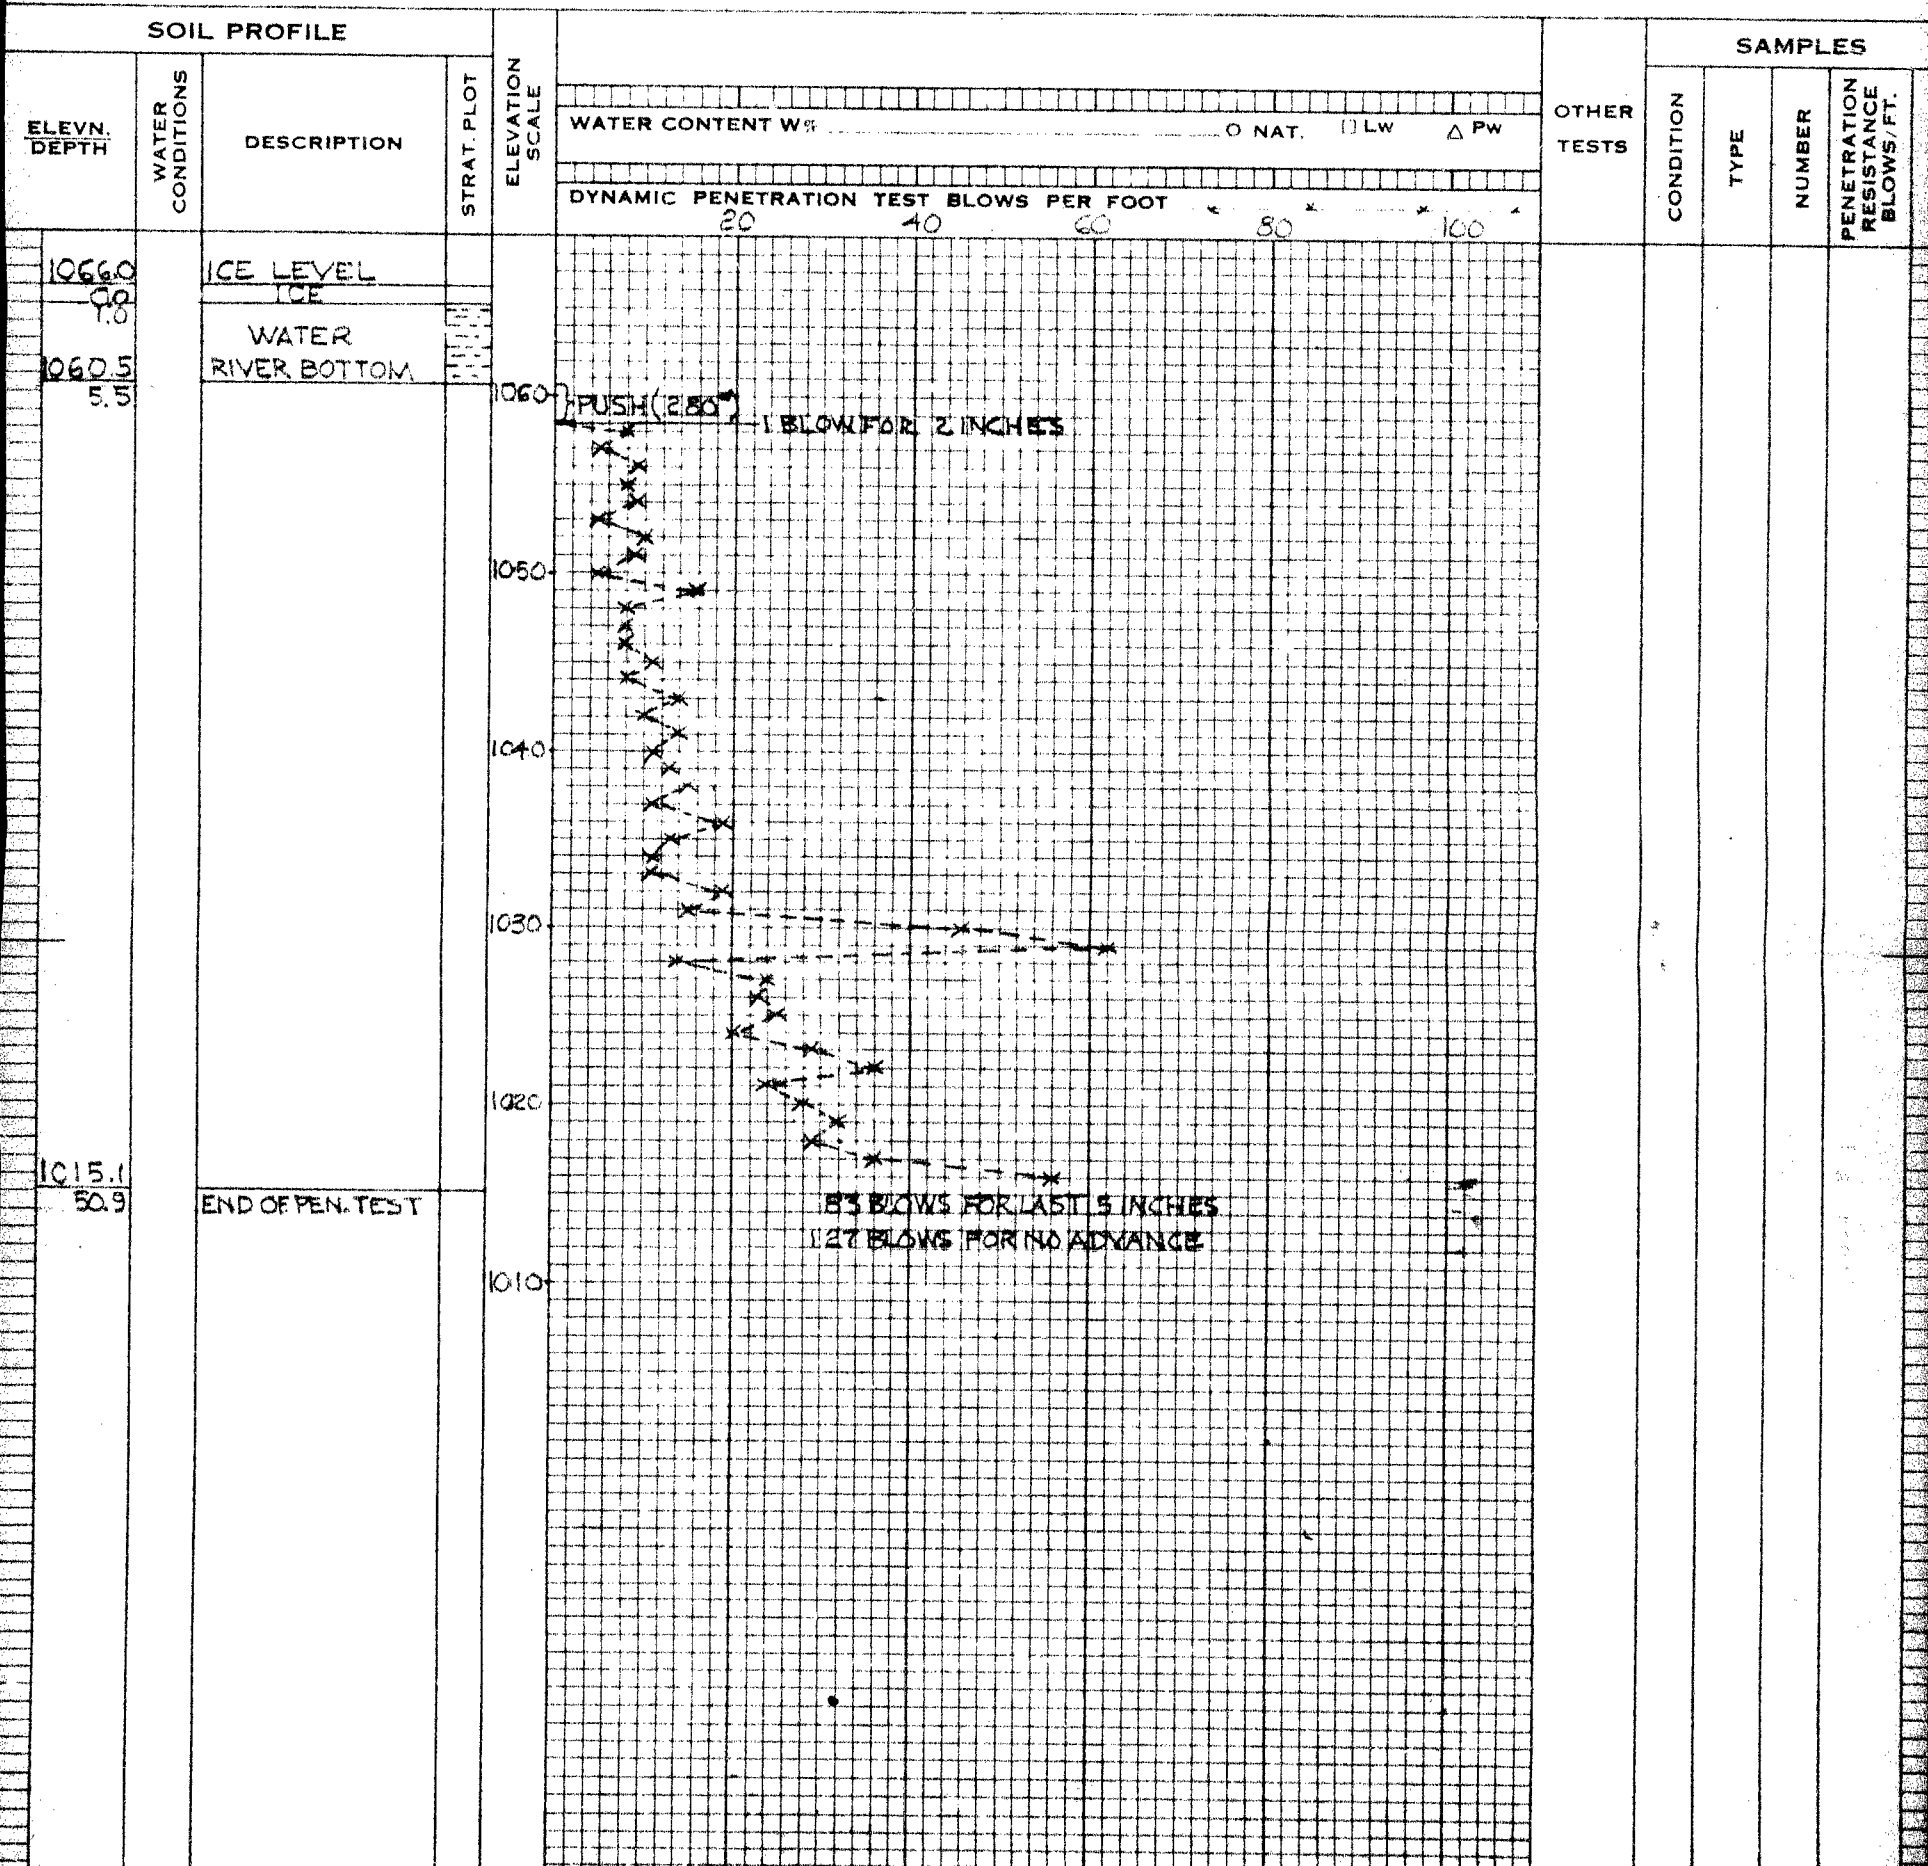 SOIL PROFILE
SAMPLES
ELEVN.
DEPTH
WATER
CONDITIONS
DESCRIPTION
STRAT. PLOT
ELEVATION
SCALE
WATER CONTENT W% O NAT. Lw △ Pw
DYNAMIC PENETRATION TEST BLOWS PER FOOT
20 40 60 80 100
OTHER
TESTS
CONDITION
TYPE
NUMBER
PENETRATION
RESISTANCE
BLOWS/FT.
1066.0 ICE LEVEL
0.0 ICE
1.0
WATER
1060.5 RIVER BOTTOM
5.5
1060 PUSH (280#)
1 BLOW FOR 2 INCHES
1050
1040
1030
1020
1015.1
50.9 END OF PEN. TEST
BLOWS FOR LAST 5 INCHES
127 BLOWS FOR NO ADVANCE
1010